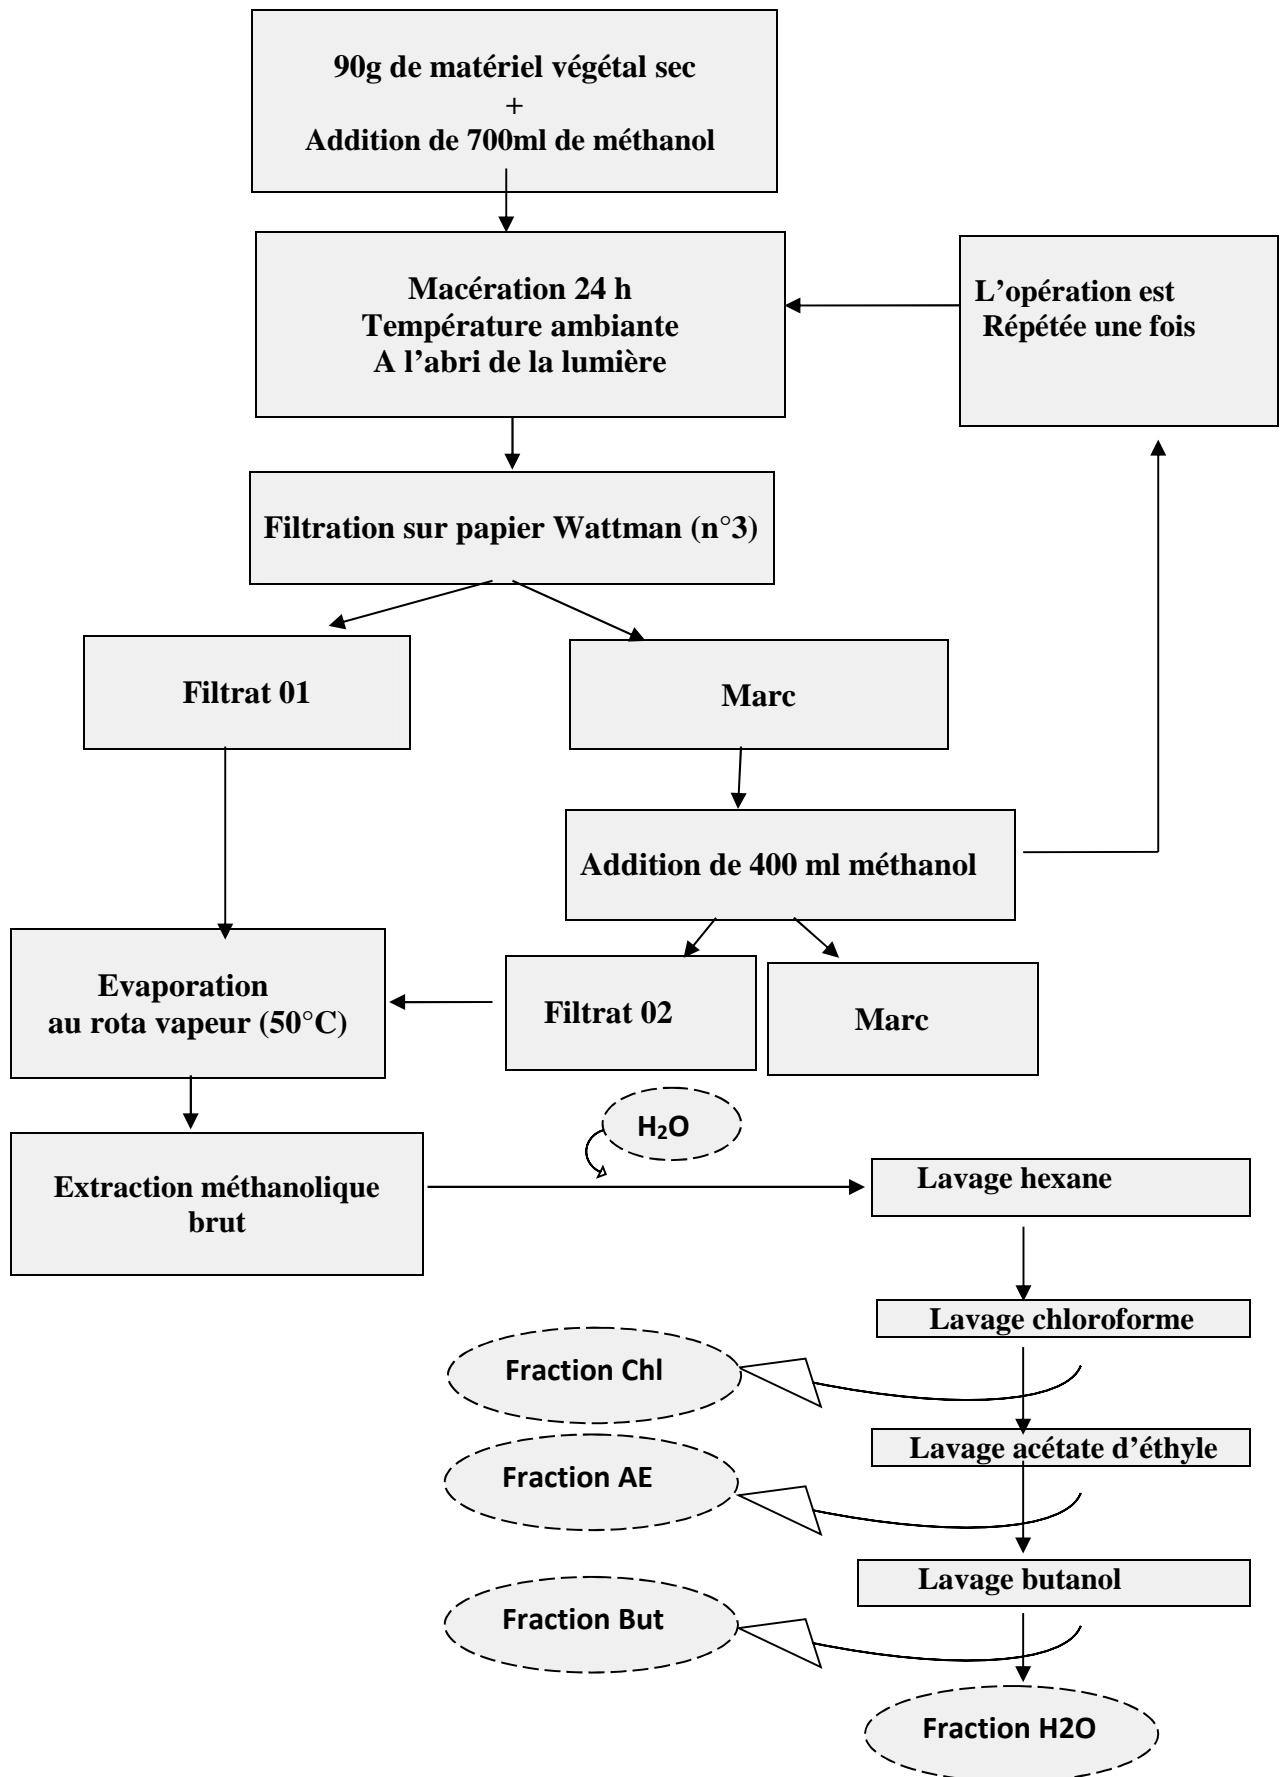 90g de matériel végétal sec
+
Addition de 700ml de méthanol
Macération 24 h
Température ambiante
A l’abri de la lumière
L’opération est
Répétée une fois
Filtration sur papier Wattman (n°3)
Filtrat 01
Marc
Addition de 400 ml méthanol
Evaporation
au rota vapeur (50°C)
Filtrat 02
Marc
H₂O
Extraction méthanolique
brut
Lavage hexane
Lavage chloroforme
Fraction Chl
Lavage acétate d’éthyle
Fraction AE
Lavage butanol
Fraction But
Fraction H2O